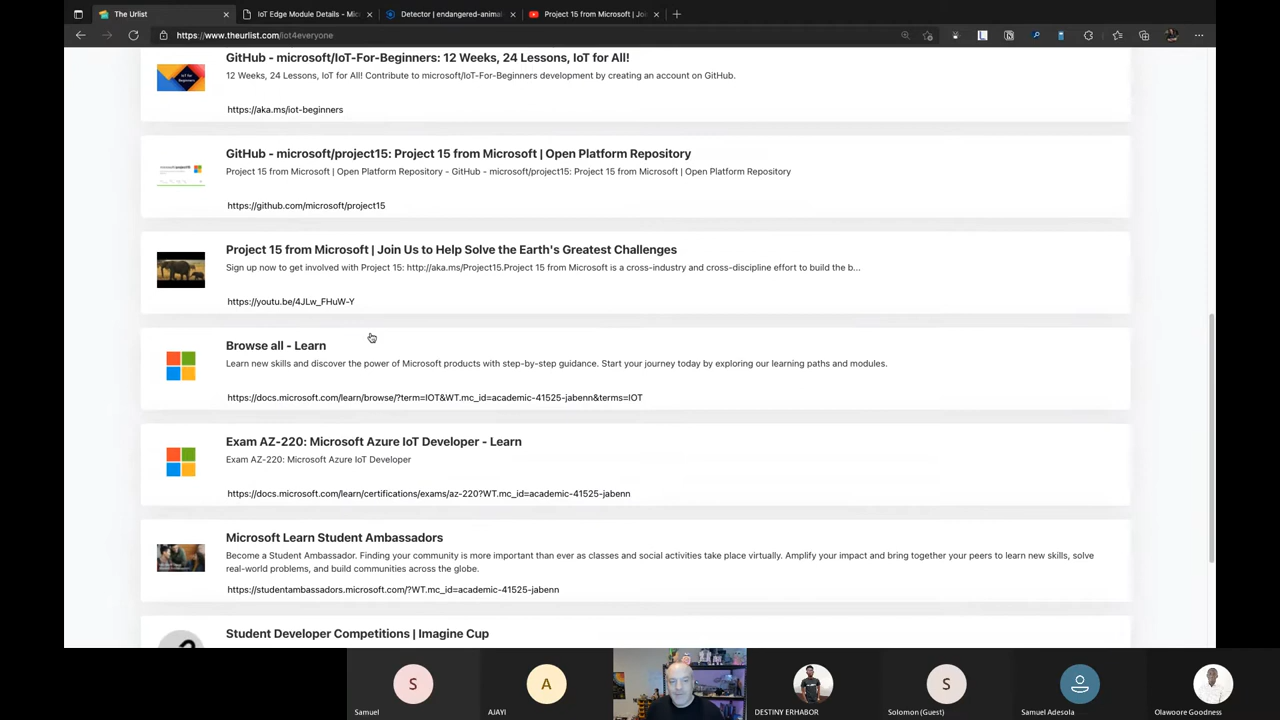 The Urlist
IoT Edge Module Details - Mic
Detector | endangered-animal
Project 15 from Microsoft | Joi
https://www.theurlist.com/iot4everyone
GitHub - microsoft/IoT-For-Beginners: 12 Weeks, 24 Lessons, IoT for All!
12 Weeks, 24 Lessons, IoT for All! Contribute to microsoft/IoT-For-Beginners development by creating an account on GitHub.
https://aka.ms/iot-beginners
GitHub - microsoft/project15: Project 15 from Microsoft | Open Platform Repository
Project 15 from Microsoft | Open Platform Repository - GitHub - microsoft/project15: Project 15 from Microsoft | Open Platform Repository
https://github.com/microsoft/project15
Project 15 from Microsoft | Join Us to Help Solve the Earth's Greatest Challenges
Sign up now to get involved with Project 15: http://aka.ms/Project15.Project 15 from Microsoft is a cross-industry and cross-discipline effort to build the b...
https://youtu.be/4JLw_FHuW-Y
Browse all - Learn
Learn new skills and discover the power of Microsoft products with step-by-step guidance. Start your journey today by exploring our learning paths and modules.
https://docs.microsoft.com/learn/browse/?term=IOT&WT.mc_id=academic-41525-jabenn&terms=IOT
Exam AZ-220: Microsoft Azure IoT Developer - Learn
Exam AZ-220: Microsoft Azure IoT Developer
https://docs.microsoft.com/learn/certifications/exams/az-220?WT.mc_id=academic-41525-jabenn
Microsoft Learn Student Ambassadors
Become a Student Ambassador. Finding your community is more important than ever as classes and social activities take place virtually. Amplify your impact and bring together your peers to learn new skills, solve
real-world problems, and build communities across the globe.
https://studentambassadors.microsoft.com/?WT.mc_id=academic-41525-jabenn
Student Developer Competitions | Imagine Cup
S
A
S
Samuel
AJAYI
DESTINY ERHABOR
Solomon (Guest)
Samuel Adesola
Olawoore Goodness